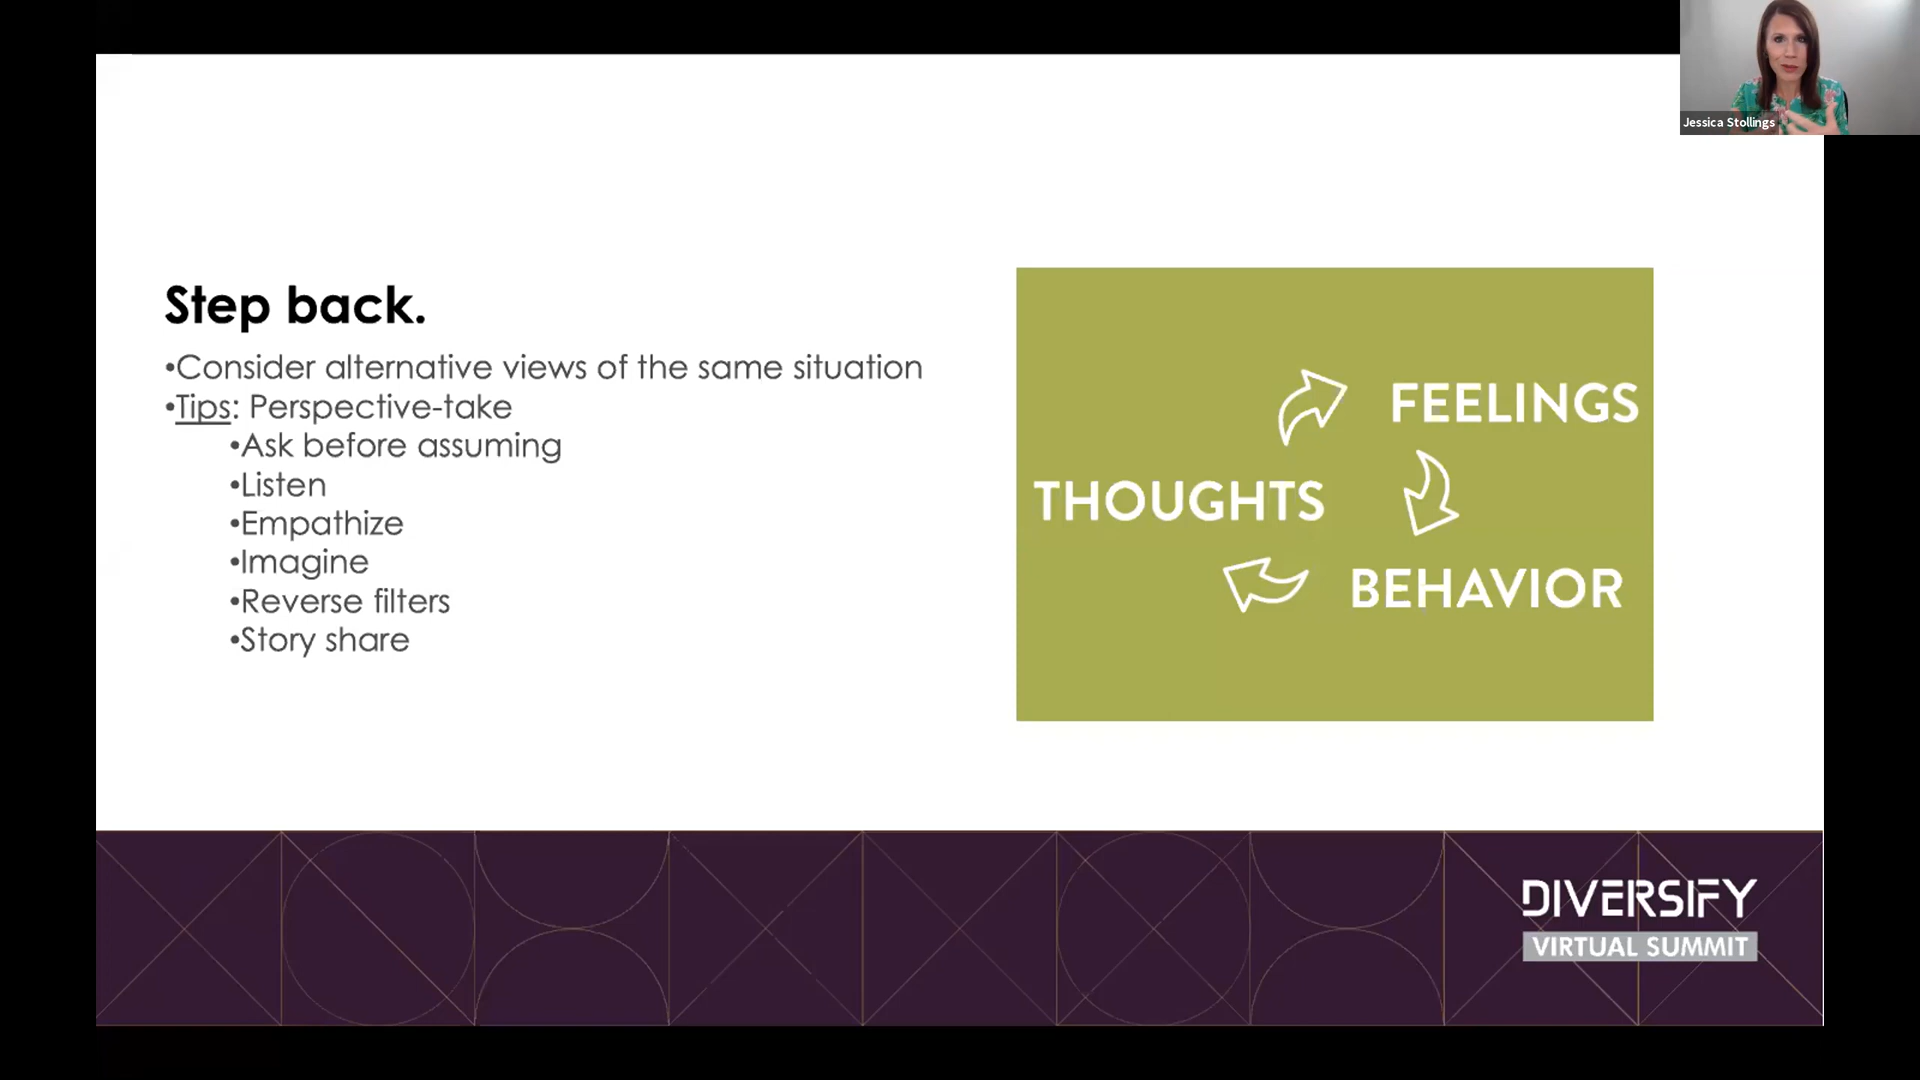 Jessica Stollings
Step back.
•Consider alternative views of the same situation
•Tips: Perspective-take
•Ask before assuming
•Listen
•Empathize
•Imagine
•Reverse filters
•Story share
FEELINGS
THOUGHTS
BEHAVIOR
DIVERSIFY
VIRTUAL SUMMIT